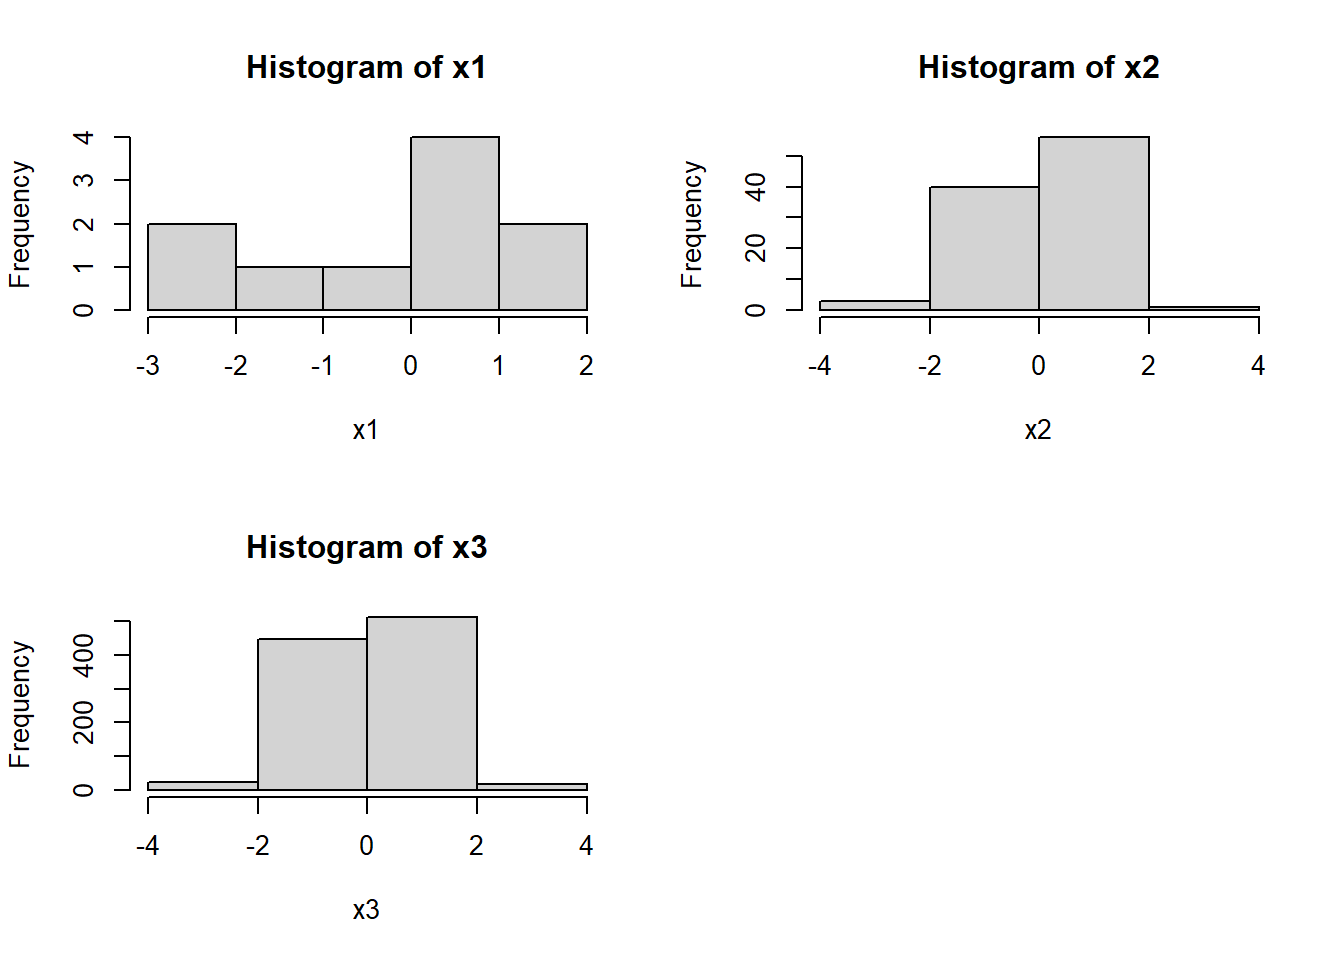 Histogram of x1
Frequency
0 1 2 3 4
-3 -2 -1 0 1 2
x1
Histogram of x2
Frequency
0 20 40
-4 -2 0 2 4
x2
Histogram of x3
Frequency
0 200 400
-4 -2 0 2 4
x3